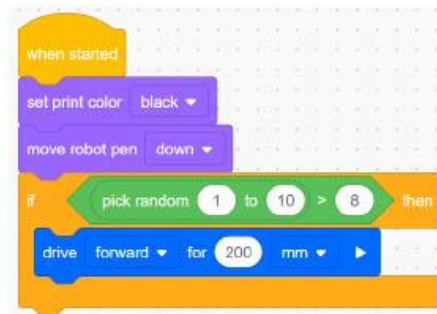 when started
set print color black
move robot pen down
if pick random 1 to 10 > 8 then
drive forward for 200 mm